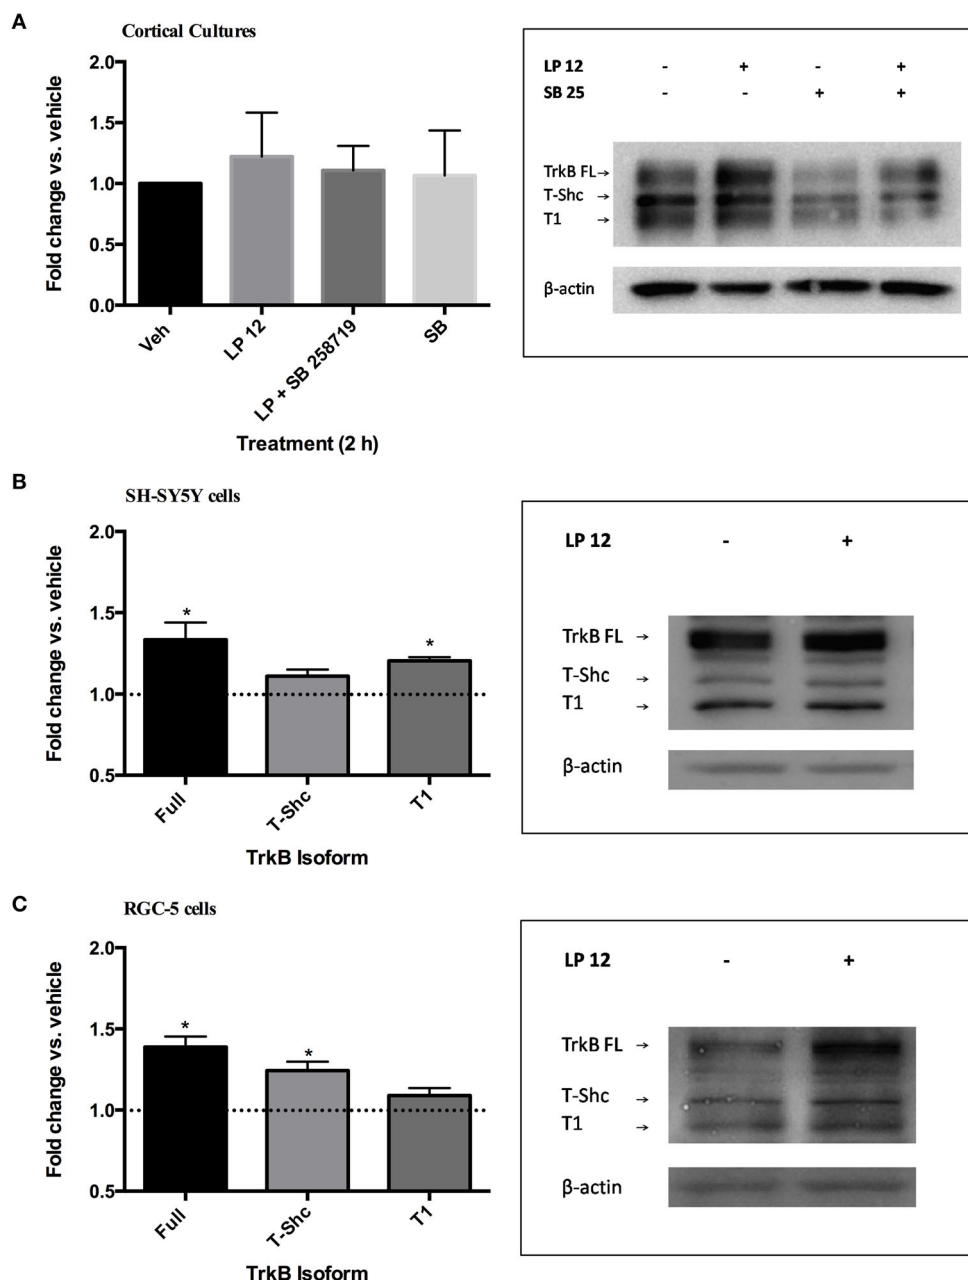 A
Cortical Cultures
Fold change vs. vehicle
2.0
1.5
1.0
0.5
0.0
Veh
LP 12
LP + SB 258719
SB
Treatment (2 h)
LP 12 - + - +
SB 25 - - + +
TrkB FL→
T-Shc →
T1 →
β-actin
B
SH-SY5Y cells
Fold change vs. vehicle
2.0
1.5
1.0
0.5
*
*
Full
T-Shc
T1
TrkB Isoform
LP 12 - +
TrkB FL →
T-Shc →
T1 →
β-actin
C
RGC-5 cells
Fold change vs. vehicle
2.0
1.5
1.0
0.5
*
*
Full
T-Shc
T1
TrkB Isoform
LP 12 - +
TrkB FL →
T-Shc →
T1 →
β-actin